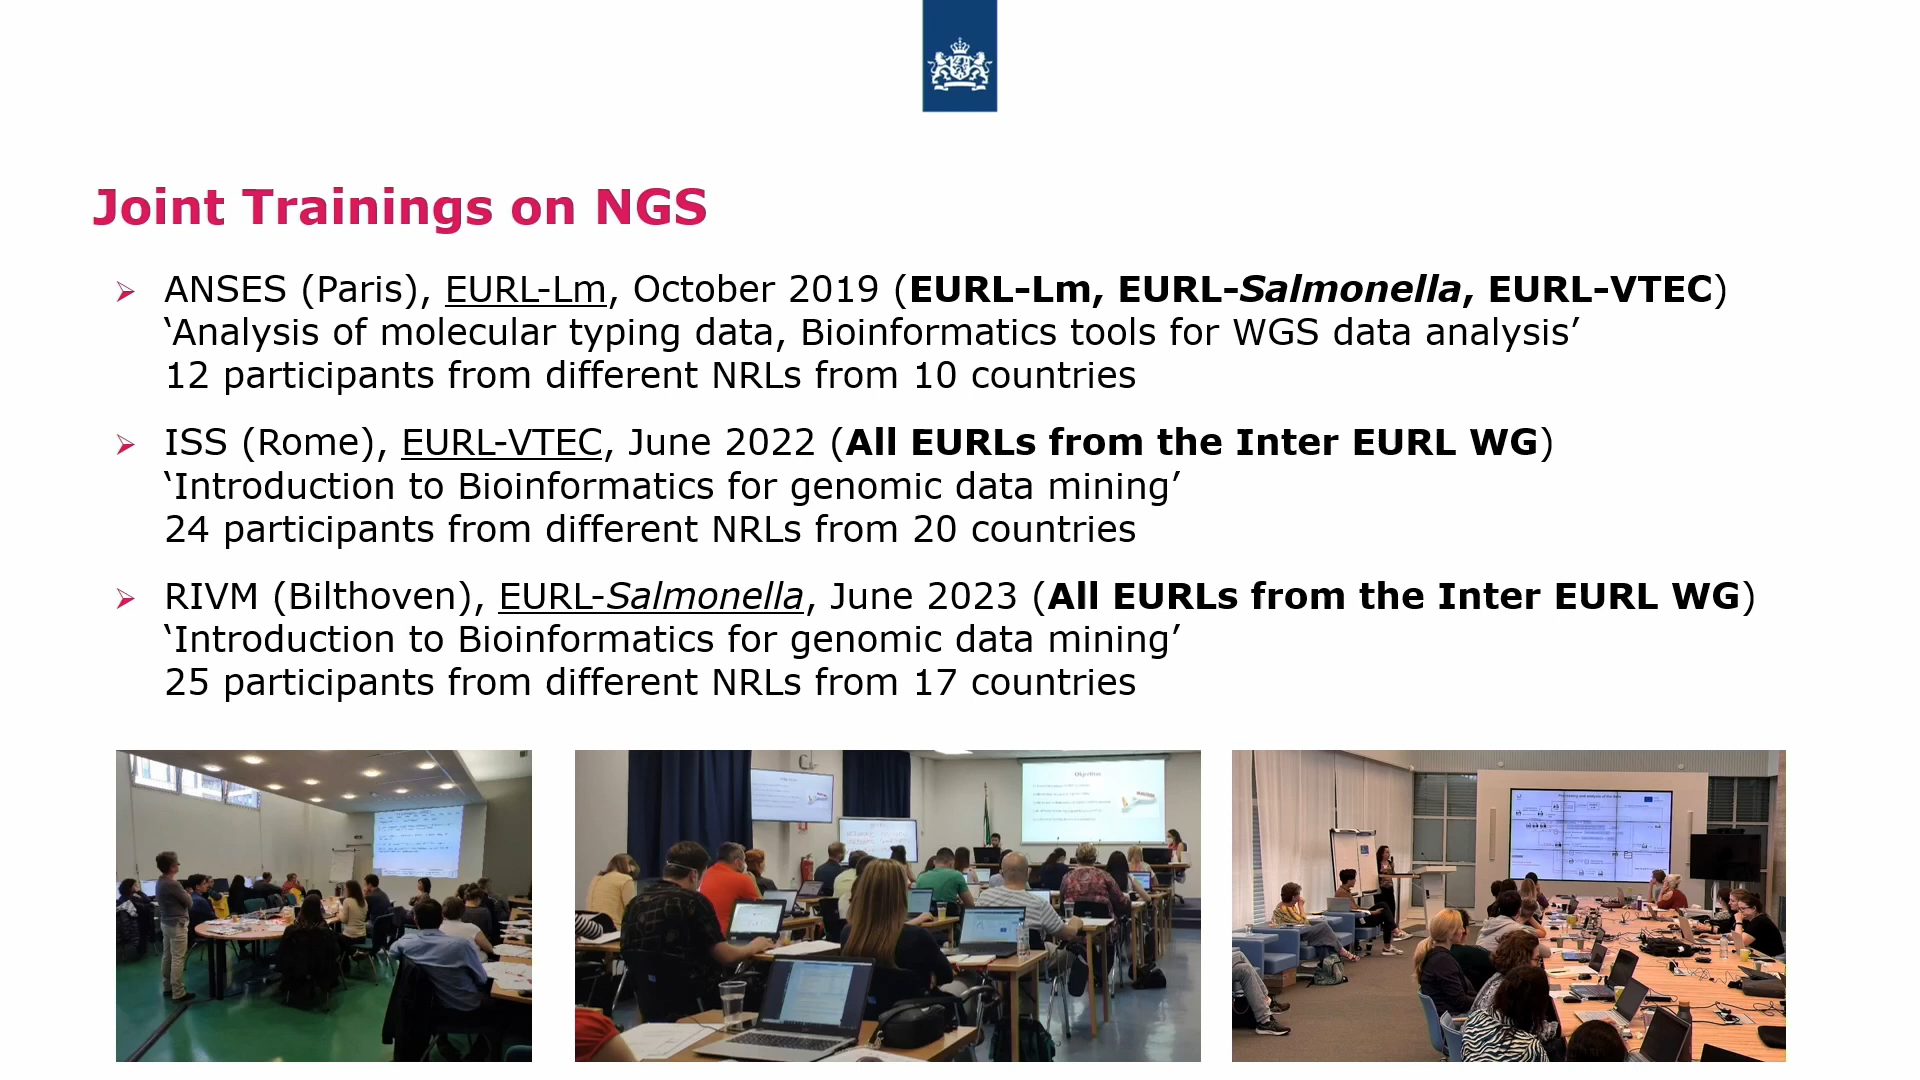 Joint Trainings on NGS
ANSES (Paris), EURL-Lm, October 2019 (EURL-Lm, EURL-Salmonella, EURL-VTEC)
‘Analysis of molecular typing data, Bioinformatics tools for WGS data analysis’
12 participants from different NRLs from 10 countries
ISS (Rome), EURL-VTEC, June 2022 (All EURLs from the Inter EURL WG)
‘Introduction to Bioinformatics for genomic data mining’
24 participants from different NRLs from 20 countries
RIVM (Bilthoven), EURL-Salmonella, June 2023 (All EURLs from the Inter EURL WG)
‘Introduction to Bioinformatics for genomic data mining’
25 participants from different NRLs from 17 countries